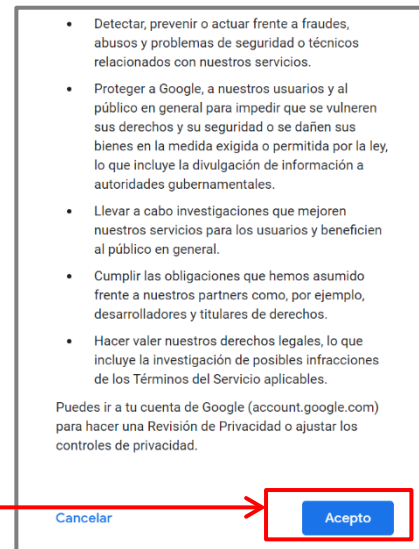 • Detectar, prevenir o actuar frente a fraudes,
abusos y problemas de seguridad o técnicos
relacionados con nuestros servicios.
• Proteger a Google, a nuestros usuarios y al
público en general para impedir que se vulneren
sus derechos y su seguridad o se dañen sus
bienes en la medida exigida o permitida por la ley,
lo que incluye la divulgación de información a
autoridades gubernamentales.
• Llevar a cabo investigaciones que mejoren
nuestros servicios para los usuarios y beneficien
al público en general.
• Cumplir las obligaciones que hemos asumido
frente a nuestros partners como, por ejemplo,
desarrolladores y titulares de derechos.
• Hacer valer nuestros derechos legales, lo que
incluye la investigación de posibles infracciones
de los Términos del Servicio aplicables.
Puedes ir a tu cuenta de Google (account.google.com)
para hacer una Revisión de Privacidad o ajustar los
controles de privacidad.
Cancelar Acepto